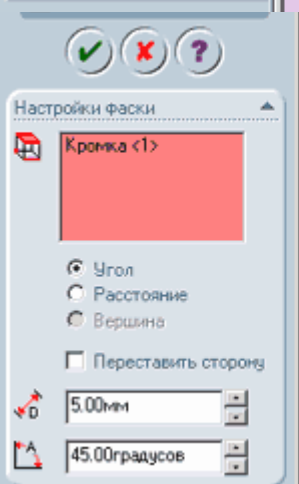 ?
Настройки фаски
Кромка <1>
Угол
Расстояние
Вершина
Переставить сторону
D
5.00мм
A
45.00градусов